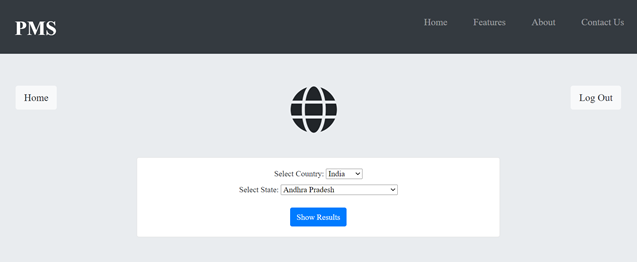 PMS
Home Features About Contact Us
Home
Log Out
Select Country: India
Select State: Andhra Pradesh
Show Results